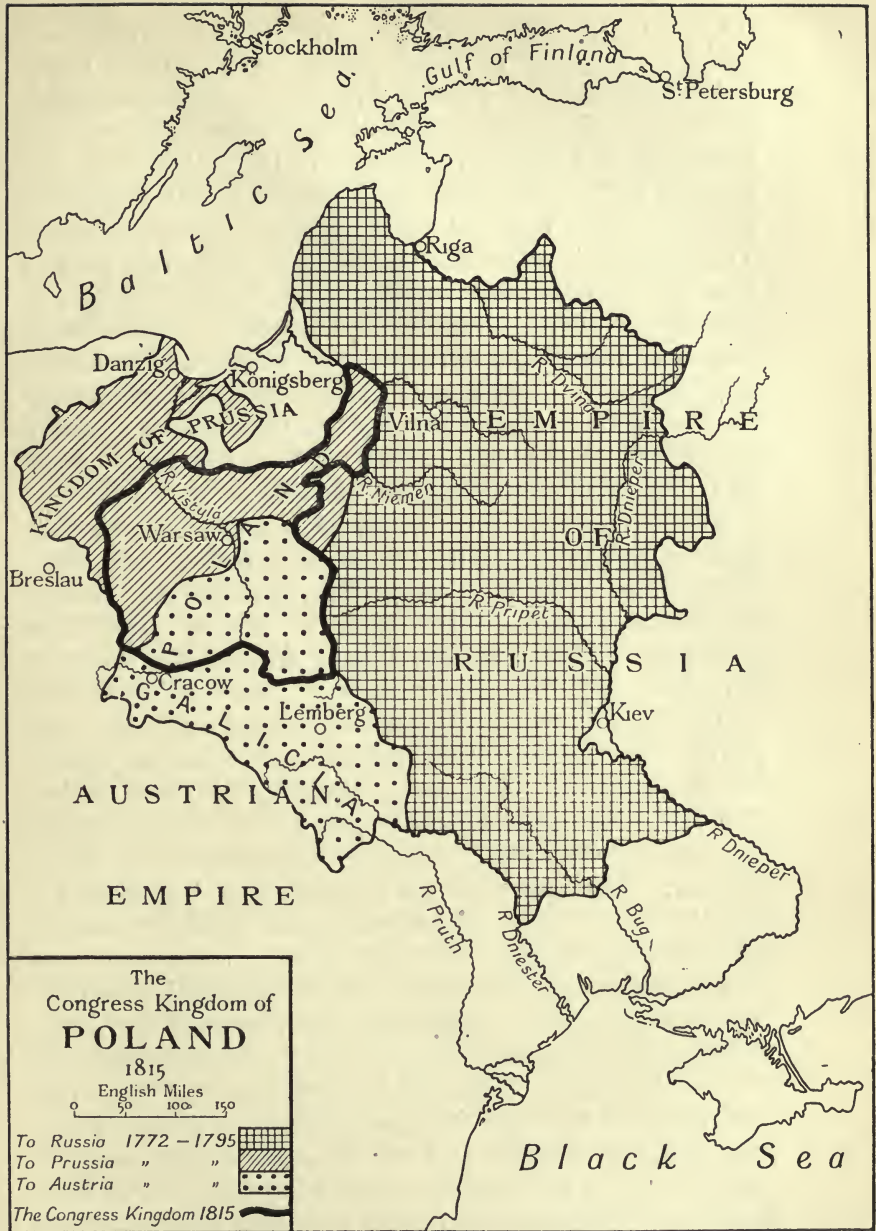 Stockholm
Gulf of Finland
St. Petersburg
Baltic Sea
Riga
Danzig
Königsberg
R. Dvina
KINGDOM OF PRUSSIA
Vilna
EMPIRE
R. Vistula
R. Niemen
R. Dnieper
POLAND
Warsaw
OF
Breslau
R. Pripet
RUSSIA
Cracow
GALICIA
Lemberg
Kiev
AUSTRIAN
EMPIRE
R Dnieper
R Pruth
R Dniester
R Bug
The
Congress Kingdom of
POLAND
1815
English Miles
0 50 100 150
To Russia 1772 – 1795
To Prussia " "
To Austria " "
The Congress Kingdom 1815
Black Sea